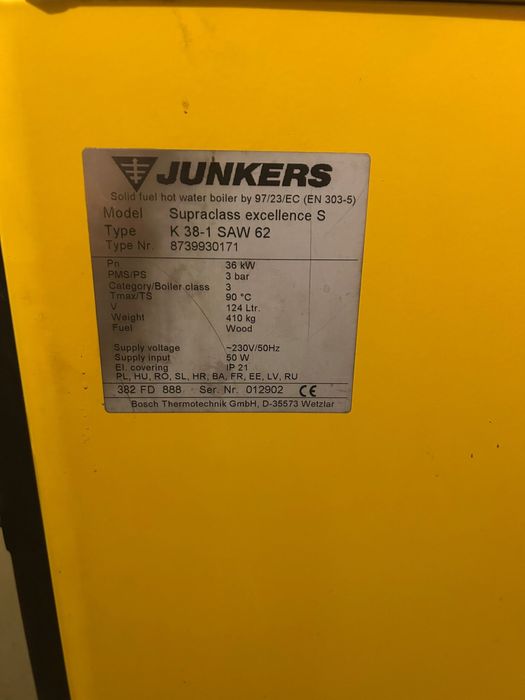 JUNKERS
Solid fuel hot water boiler by 97/23/EC (EN 303-5)
Model Supraclass excellence S
Type K 38-1 SAW 62
Type Nr. 8739930171
Pn 36 kW
PMS/PS 3 bar
Category/Boiler class 3
Tmax/TS 90 °C
V 124 Ltr.
Weight 410 kg
Fuel Wood
Supply voltage ~230V/50Hz
Supply input 50 W
El. covering IP 21
PL, HU, RO, SL, HR, BA, FR, EE, LV, RU
382 FD 888 Ser. Nr. 012902 CE
Bosch Thermotechnik GmbH, D-35573 Wetzlar